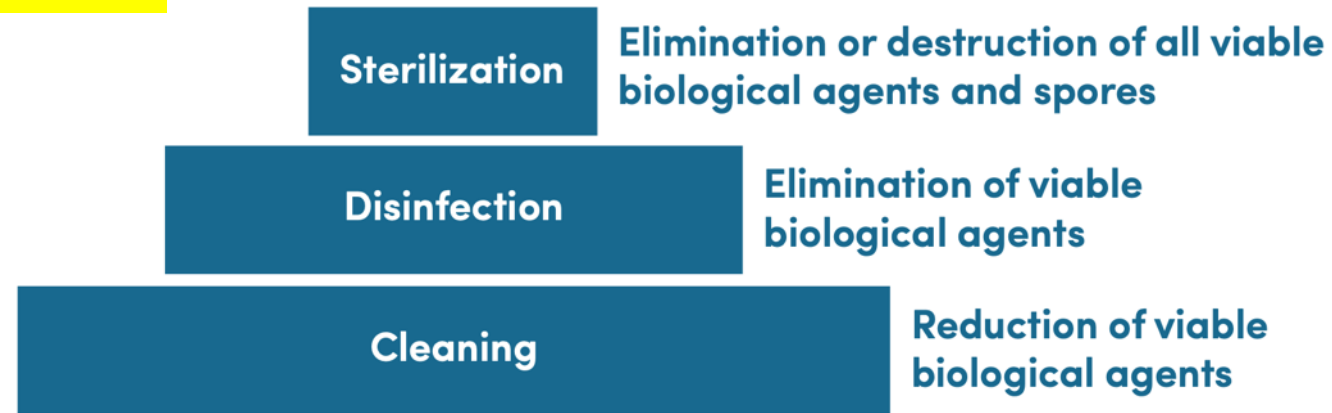 Sterilization
Elimination or destruction of all viable
biological agents and spores
Disinfection
Elimination of viable
biological agents
Cleaning
Reduction of viable
biological agents